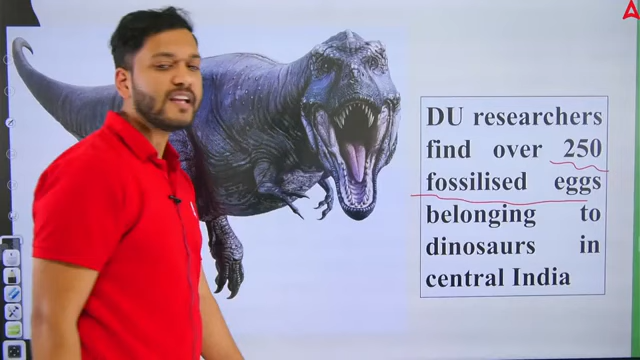 DU researchers
find over 250
fossilised eggs
belonging to
dinosaurs in
central India